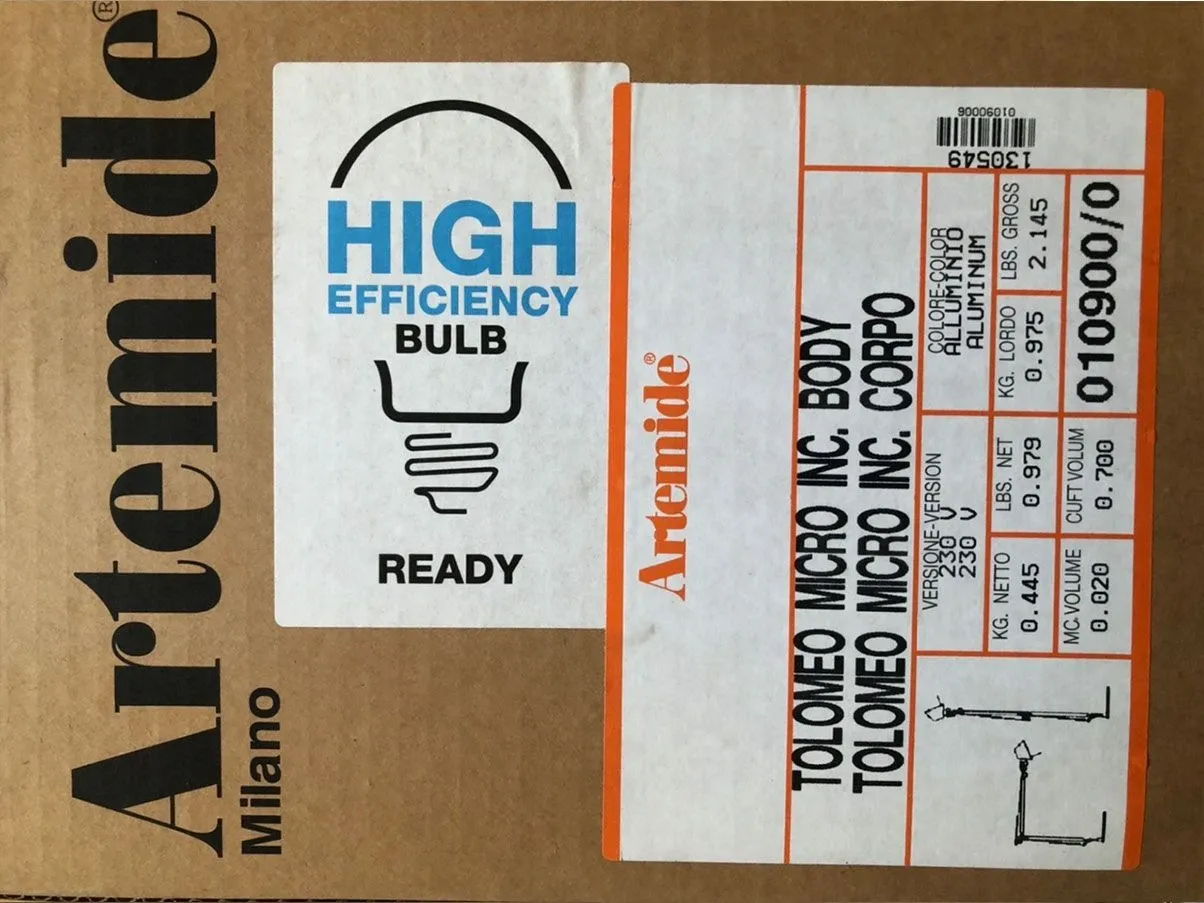 Artemide®
Milano
HIGH
EFFICIENCY
BULB
READY
Artemide®
TOLOMEO MICRO INC. BODY
TOLOMEO MICRO INC. CORPO
VERSIONE-VERSION
230 V
230 V
COLORE-COLOR
ALLUMINIO
ALUMINUM
KG. NETTO
0.445
LBS. NET
0.979
KG. LORDO
0.975
LBS. GROSS
2.145
MC.VOLUME
0.020
CUFT VOLUM
0.700
010900/0
01090006
130549